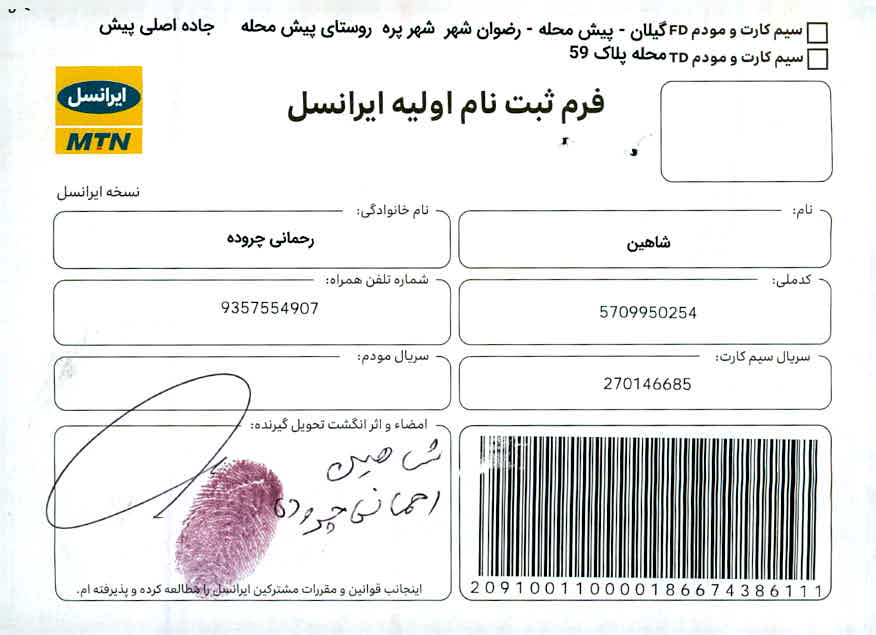 سیم کارت و مودم FD گیلان - پیش محله - رضوان شهر شهر پره روستای پیش محله جاده اصلی پیش
سیم کارت و مودم TD محله پلاک 59
ایرانسل
MTN
فرم ثبت نام اولیه ایرانسل
نسخه ایرانسل
نام:
شاهین
نام خانوادگی:
رحمانی چروده
کدملی:
5709950254
شماره تلفن همراه:
9357554907
سریال سیم کارت:
270146685
سریال مودم:
امضاء و اثر انگشت تحویل گیرنده:
شاهین
رحمانی چروده
اینجانب قوانین و مقررات مشترکین ایرانسل را مطالعه کرده و پذیرفته ام.
209100110000186674386111